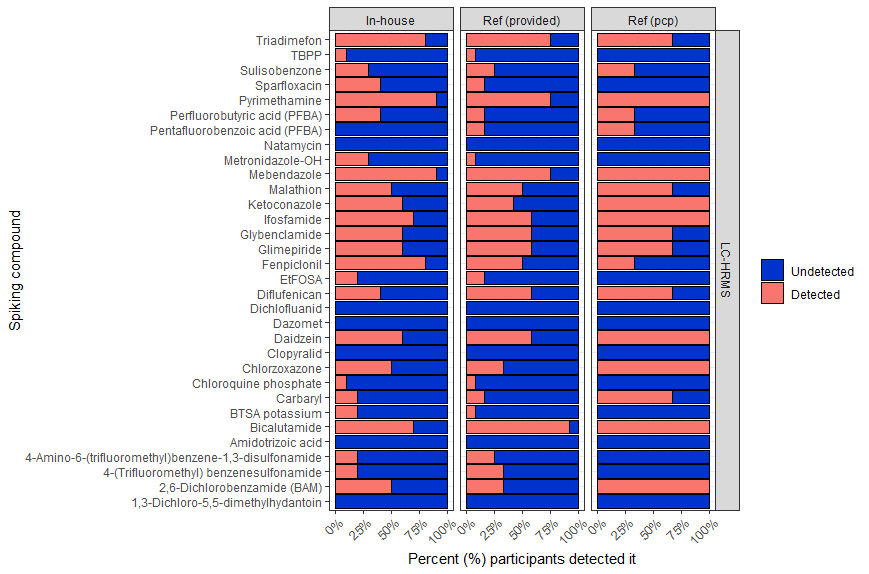 In-house Ref (provided) Ref (pcp)
Triadimefon
TBPP
Sulisobenzone
Sparfloxacin
Pyrimethamine
Perfluorobutyric acid (PFBA)
Pentafluorobenzoic acid (PFBA)
Natamycin
Metronidazole-OH
Mebendazole
Malathion
Ketoconazole
Ifosfamide
Glybenclamide
Glimepiride
Fenpiclonil
EtFOSA
Diflufenican
Dichlofluanid
Dazomet
Daidzein
Clopyralid
Chlorzoxazone
Chloroquine phosphate
Carbaryl
BTSA potassium
Bicalutamide
Amidotrizoic acid
4-Amino-6-(trifluoromethyl)benzene-1,3-disulfonamide
4-(Trifluoromethyl) benzenesulfonamide
2,6-Dichlorobenzamide (BAM)
1,3-Dichloro-5,5-dimethylhydantoin
Spiking compound
LC-HRMS
Undetected
Detected
0% 25% 50% 75% 100% 0% 25% 50% 75% 100% 0% 25% 50% 75% 100%
Percent (%) participants detected it